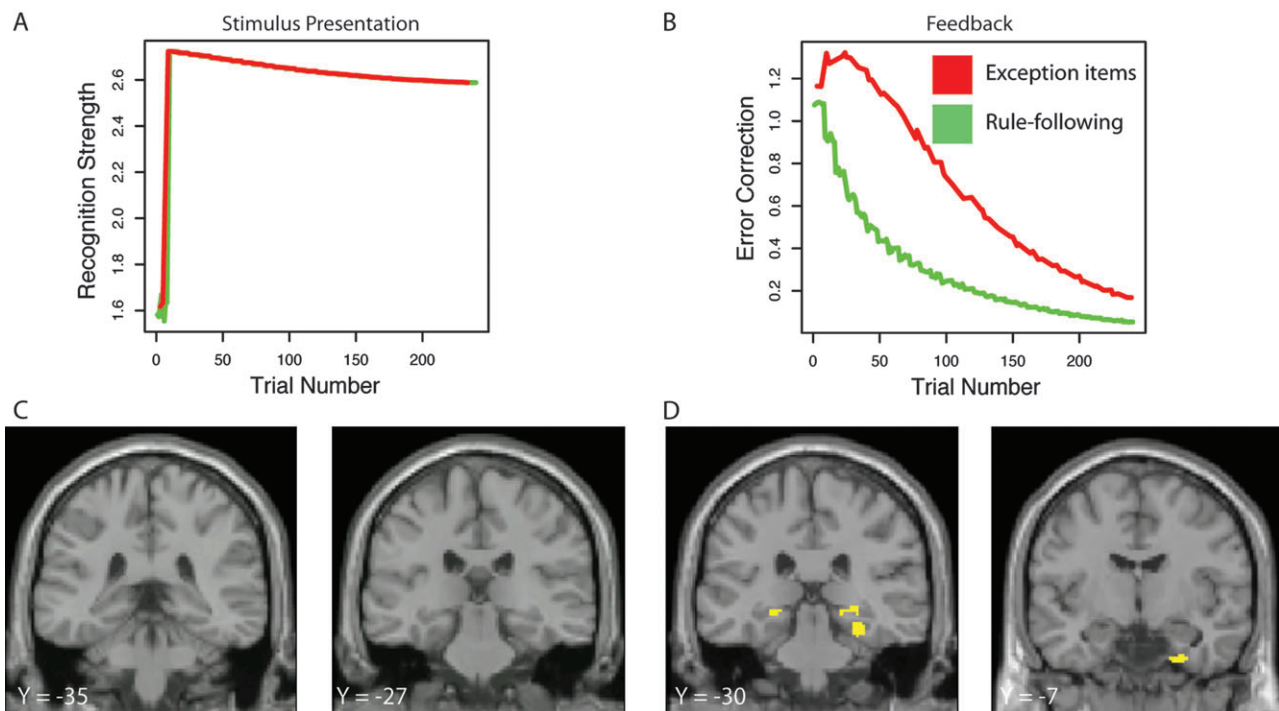 A
Stimulus Presentation
Recognition Strength
1.6 1.8 2.0 2.2 2.4 2.6
0 50 100 150 200
Trial Number
B
Feedback
Exception items
Rule-following
Error Correction
0.2 0.4 0.6 0.8 1.0 1.2
0 50 100 150 200
Trial Number
C
Y = -35
Y = -27
D
Y = -30
Y = -7